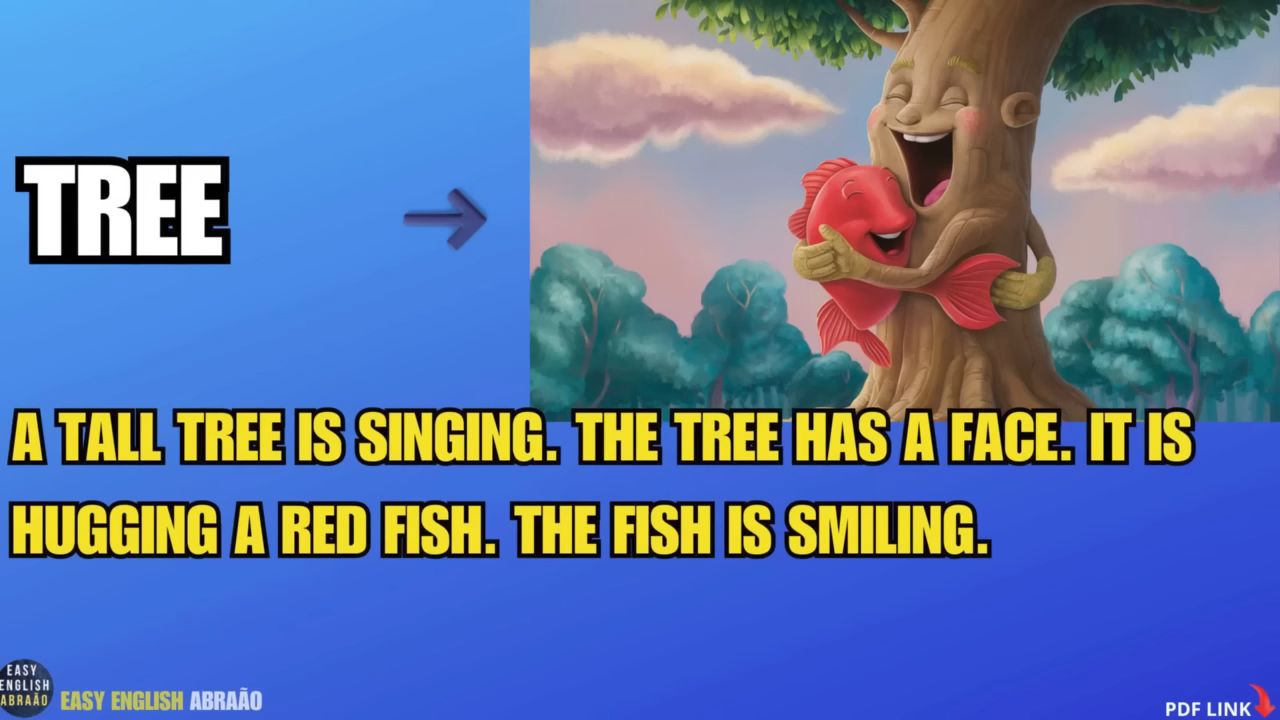 TREE
A TALL TREE IS SINGING. THE TREE HAS A FACE. IT IS
HUGGING A RED FISH. THE FISH IS SMILING.
EASY
ENGLISH
ABRAÃO
EASY ENGLISH ABRAÃO
PDF LINK